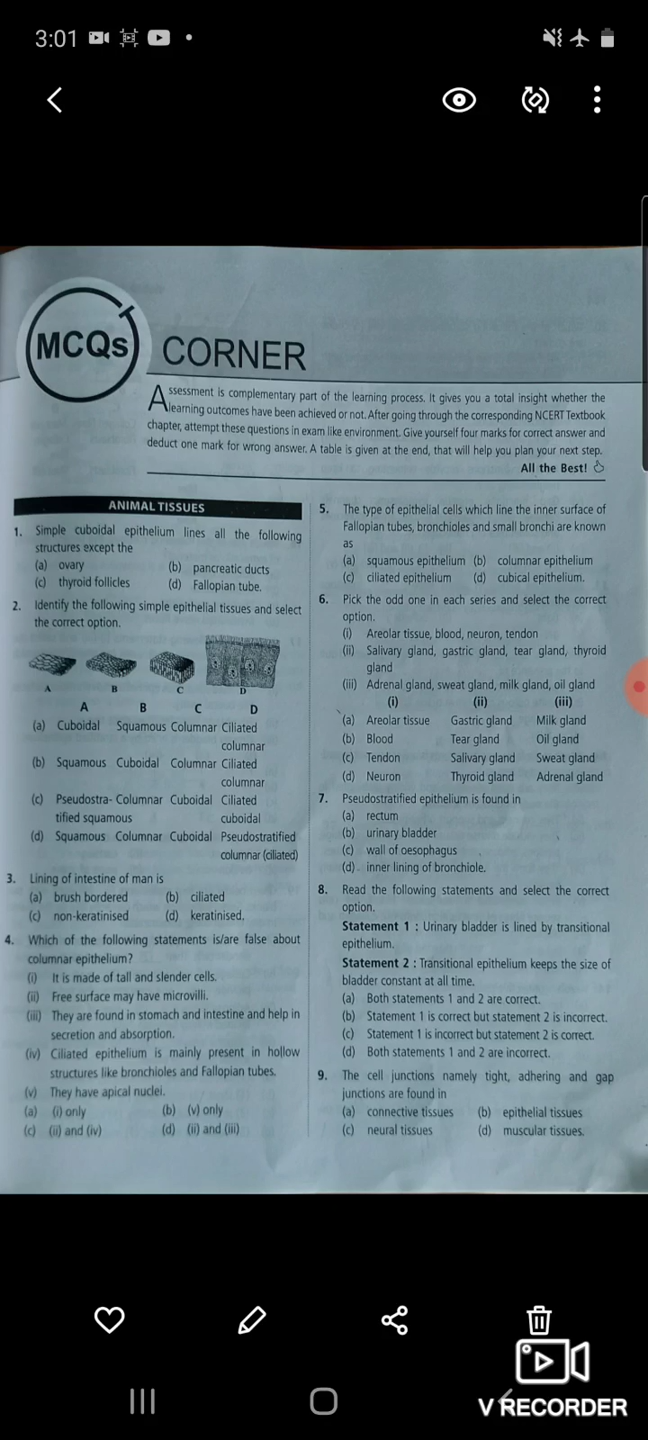 3:01
MCQs CORNER
Assessment is complementary part of the learning process. It gives you a total insight whether the
learning outcomes have been achieved or not. After going through the corresponding NCERT Textbook
chapter, attempt these questions in exam like environment. Give yourself four marks for correct answer and
deduct one mark for wrong answer. A table is given at the end, that will help you plan your next step.
All the Best!
ANIMAL TISSUES
1. Simple cuboidal epithelium lines all the following
structures except the
(a) ovary (b) pancreatic ducts
(c) thyroid follicles (d) Fallopian tube.
2. Identify the following simple epithelial tissues and select
the correct option.
A B C D
A B C D
(a) Cuboidal Squamous Columnar Ciliated
columnar
(b) Squamous Cuboidal Columnar Ciliated
columnar
(c) Pseudostra- Columnar Cuboidal Ciliated
tified squamous cuboidal
(d) Squamous Columnar Cuboidal Pseudostratified
columnar (ciliated)
3. Lining of intestine of man is
(a) brush bordered (b) ciliated
(c) non-keratinised (d) keratinised.
4. Which of the following statements is/are false about
columnar epithelium?
(i) It is made of tall and slender cells.
(ii) Free surface may have microvilli.
(iii) They are found in stomach and intestine and help in
secretion and absorption.
(iv) Ciliated epithelium is mainly present in hollow
structures like bronchioles and Fallopian tubes.
(v) They have apical nuclei.
(a) (i) only (b) (v) only
(c) (ii) and (iv) (d) (ii) and (iii)
5. The type of epithelial cells which line the inner surface of
Fallopian tubes, bronchioles and small bronchi are known
as
(a) squamous epithelium (b) columnar epithelium
(c) ciliated epithelium (d) cubical epithelium.
6. Pick the odd one in each series and select the correct
option.
(i) Areolar tissue, blood, neuron, tendon
(ii) Salivary gland, gastric gland, tear gland, thyroid
gland
(iii) Adrenal gland, sweat gland, milk gland, oil gland
(i) (ii) (iii)
(a) Areolar tissue Gastric gland Milk gland
(b) Blood Tear gland Oil gland
(c) Tendon Salivary gland Sweat gland
(d) Neuron Thyroid gland Adrenal gland
7. Pseudostratified epithelium is found in
(a) rectum
(b) urinary bladder
(c) wall of oesophagus
(d) inner lining of bronchiole.
8. Read the following statements and select the correct
option.
Statement 1 : Urinary bladder is lined by transitional
epithelium.
Statement 2 : Transitional epithelium keeps the size of
bladder constant at all time.
(a) Both statements 1 and 2 are correct.
(b) Statement 1 is correct but statement 2 is incorrect.
(c) Statement 1 is incorrect but statement 2 is correct.
(d) Both statements 1 and 2 are incorrect.
9. The cell junctions namely tight, adhering and gap
junctions are found in
(a) connective tissues (b) epithelial tissues
(c) neural tissues (d) muscular tissues.
V RECORDER